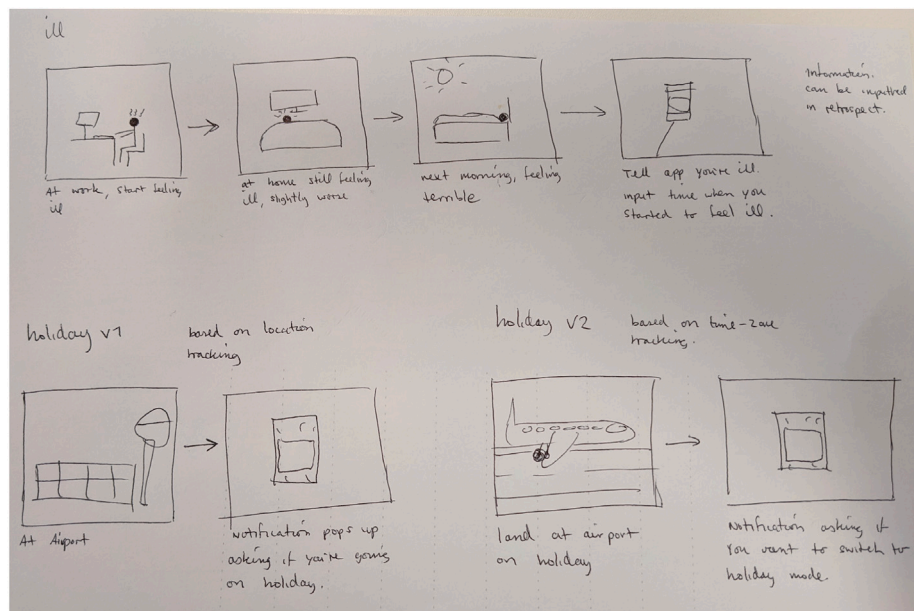 ill
At work, start feeling
ill
at home still feeling
ill, slightly worse
next morning, feeling
terrible
Tell app you're ill.
input time when you
started to feel ill.
Information.
can be inputted
in retrospect.
holiday v1
based on location
tracking
At Airport
Notification pops up
asking if you're going
on holiday.
holiday v2
based on time-zone
tracking.
land at airport
on holiday
Notification asking if
you want to switch to
holiday mode.